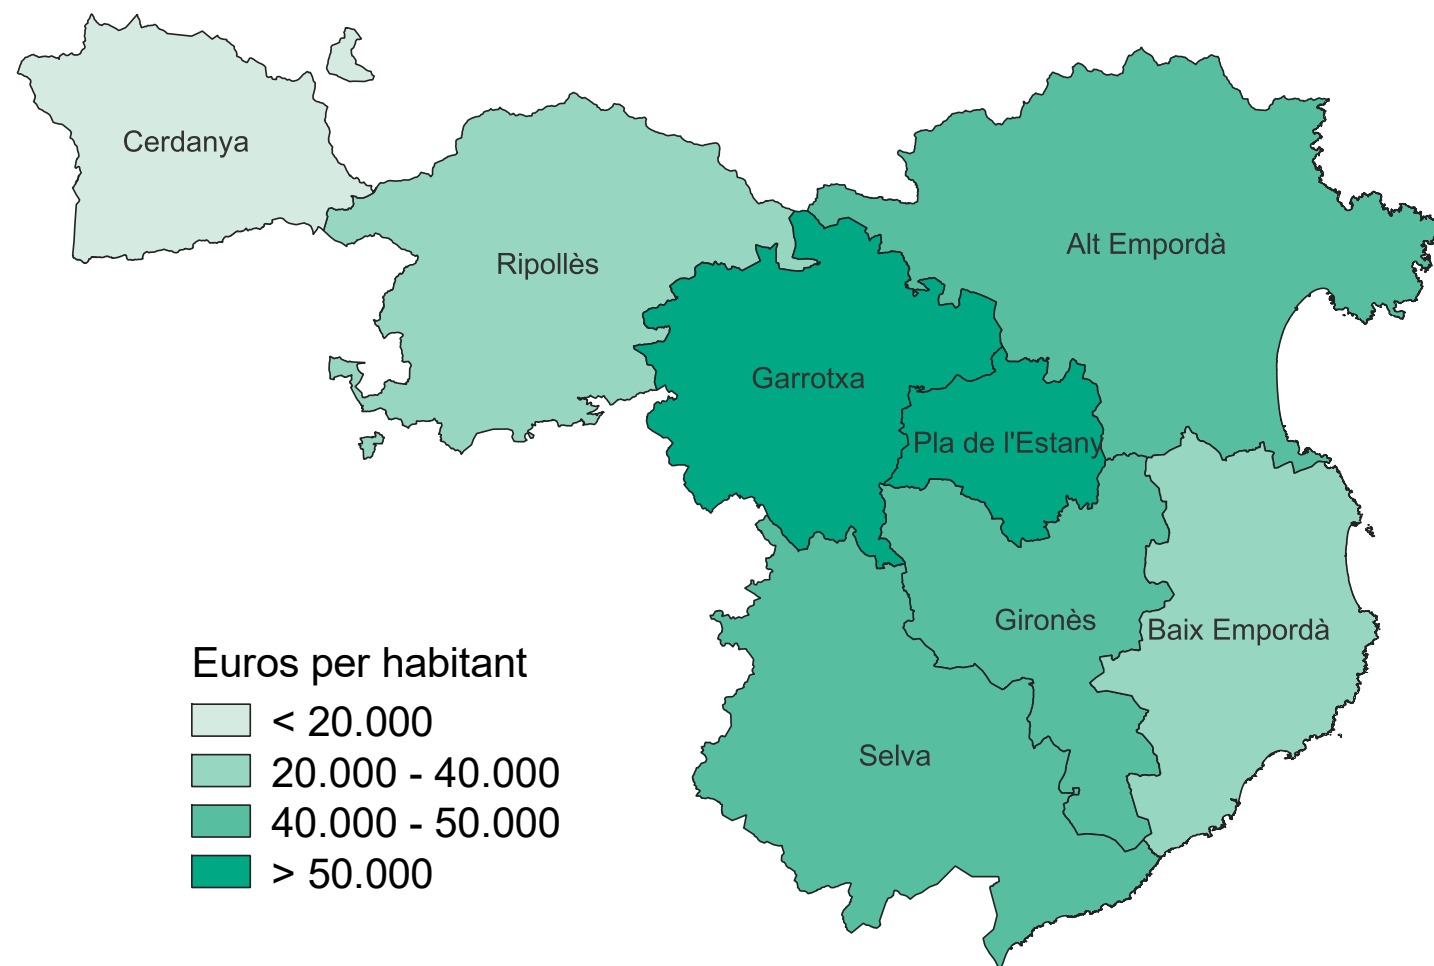 Cerdanya
Ripollès
Alt Empordà
Garrotxa
Pla de l'Estany
Gironès
Baix Empordà
Selva
Euros per habitant
< 20.000
20.000 - 40.000
40.000 - 50.000
> 50.000